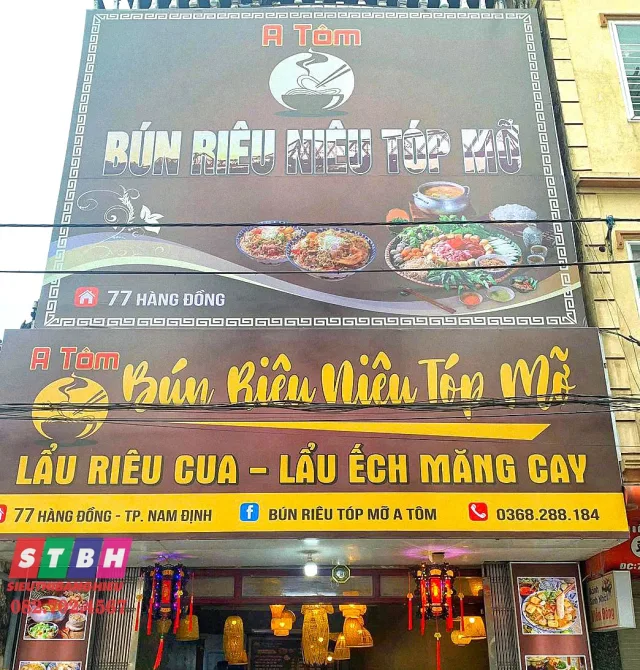 A TÔM
BÚN RIÊU NIÊU TÓP MỠ
77 HÀNG ĐỒNG
A TÔM
Bún Riêu Niêu Tóp Mỡ
LẨU RIÊU CUA – LẨU ẾCH MĂNG CAY
77 HÀNG ĐỒNG - TP. NAM ĐỊNH
BÚN RIÊU TÓP MỠ A TÔM
0368.288.184
STBH